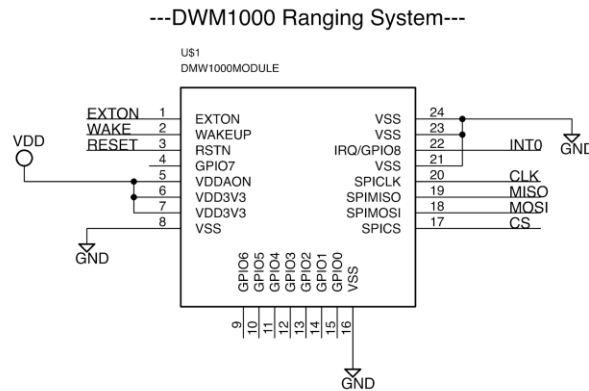 ---DWM1000 Ranging System---
U$1
DMW1000MODULE
EXTON 1 EXTON VSS 24
WAKE 2 WAKEUP VSS 23
RESET 3 RSTN IRQ/GPIO8 22 INT0
4 GPIO7 VSS 21
5 VDDAON SPICLK 20 CLK
6 VDD3V3 SPIMISO 19 MISO
7 VDD3V3 SPIMOSI 18 MOSI
8 VSS SPICS 17 CS
VDD
GND
GND
GPIO6 GPIO5 GPIO4 GPIO3 GPIO2 GPIO1 GPIO0 VSS
9 10 11 12 13 14 15 16
GND